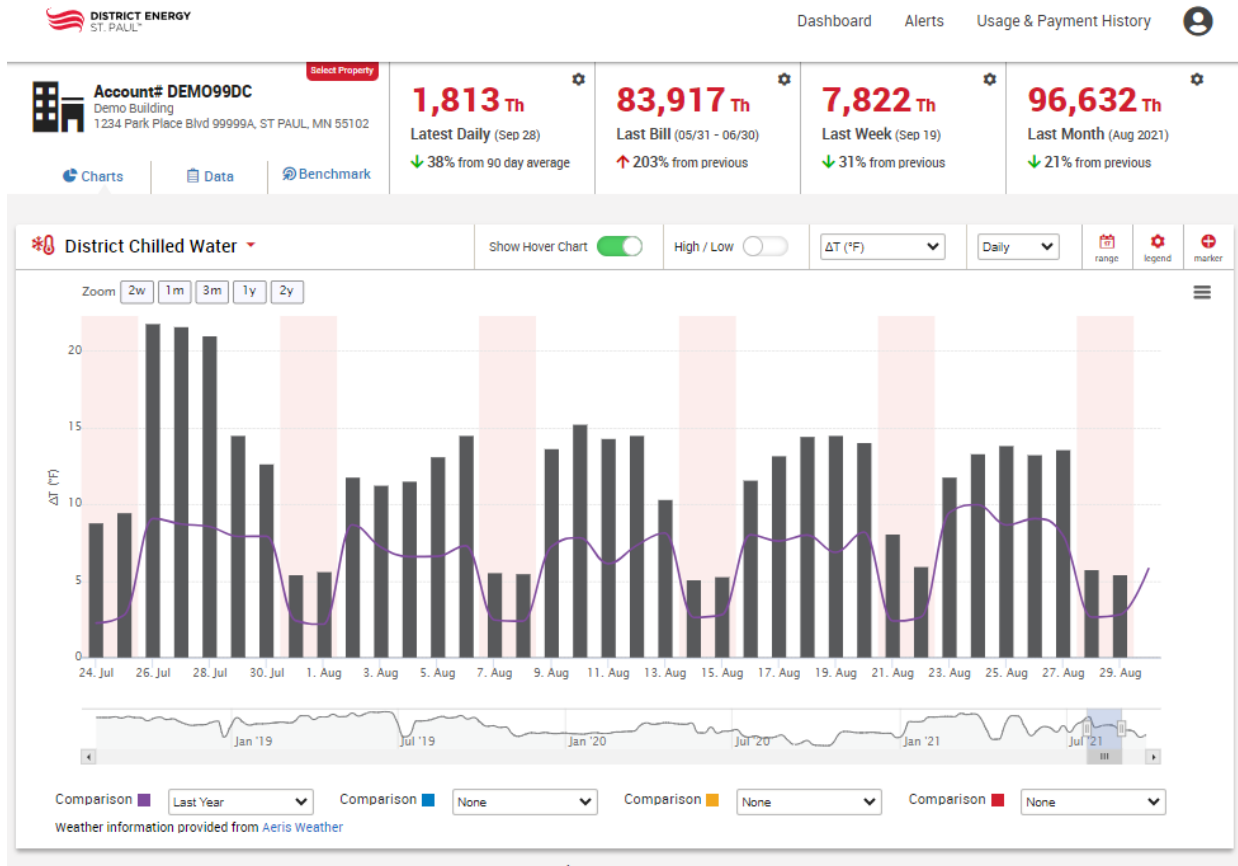 DISTRICT ENERGY
ST. PAUL™
Dashboard Alerts Usage & Payment History
Select Property
Account# DEMO99DC
Demo Building
1234 Park Place Blvd 99999A, ST PAUL, MN 55102
Charts Data Benchmark
1,813 Th
Latest Daily (Sep 28)
38% from 90 day average
83,917 Th
Last Bill (05/31 - 06/30)
203% from previous
7,822 Th
Last Week (Sep 19)
31% from previous
96,632 Th
Last Month (Aug 2021)
21% from previous
District Chilled Water
Show Hover Chart High / Low ΔT (°F) Daily
range legend marker
Zoom 2w 1m 3m 1y 2y
ΔT (°F)
20
15
10
5
0
24. Jul 26. Jul 28. Jul 30. Jul 1. Aug 3. Aug 5. Aug 7. Aug 9. Aug 11. Aug 13. Aug 15. Aug 17. Aug 19. Aug 21. Aug 23. Aug 25. Aug 27. Aug 29. Aug
Jan '19 Jul '19 Jan '20 Jul '20 Jan '21 Jul '21
Comparison Last Year Comparison None Comparison None Comparison None
Weather information provided from Aeris Weather